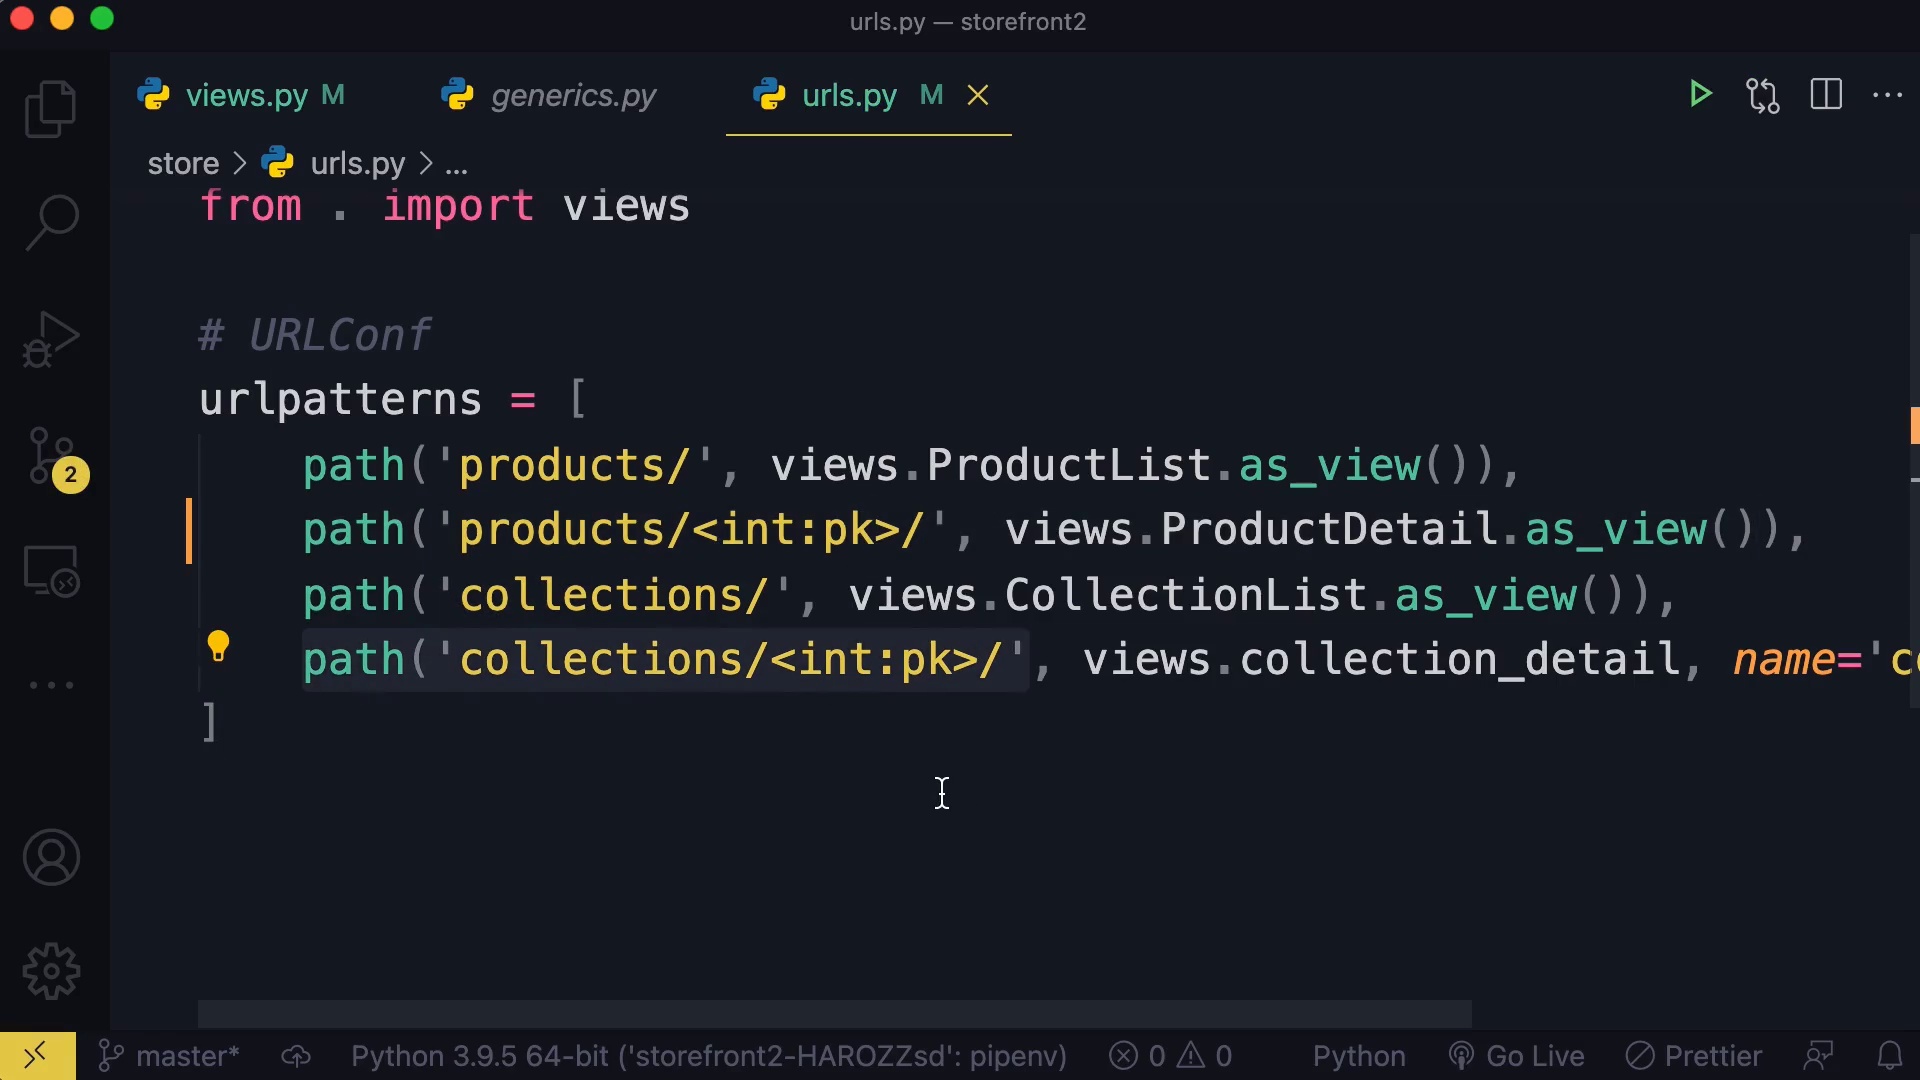 urls.py — storefront2
views.py M generics.py urls.py M
store > urls.py > ...
from . import views
# URLConf
urlpatterns = [
path('products/', views.ProductList.as_view()),
path('products/<int:pk>/', views.ProductDetail.as_view()),
path('collections/', views.CollectionList.as_view()),
path('collections/<int:pk>/', views.collection_detail, name='c
]
2
master* Python 3.9.5 64-bit ('storefront2-HAROZZsd': pipenv) 0 0 Python Go Live Prettier